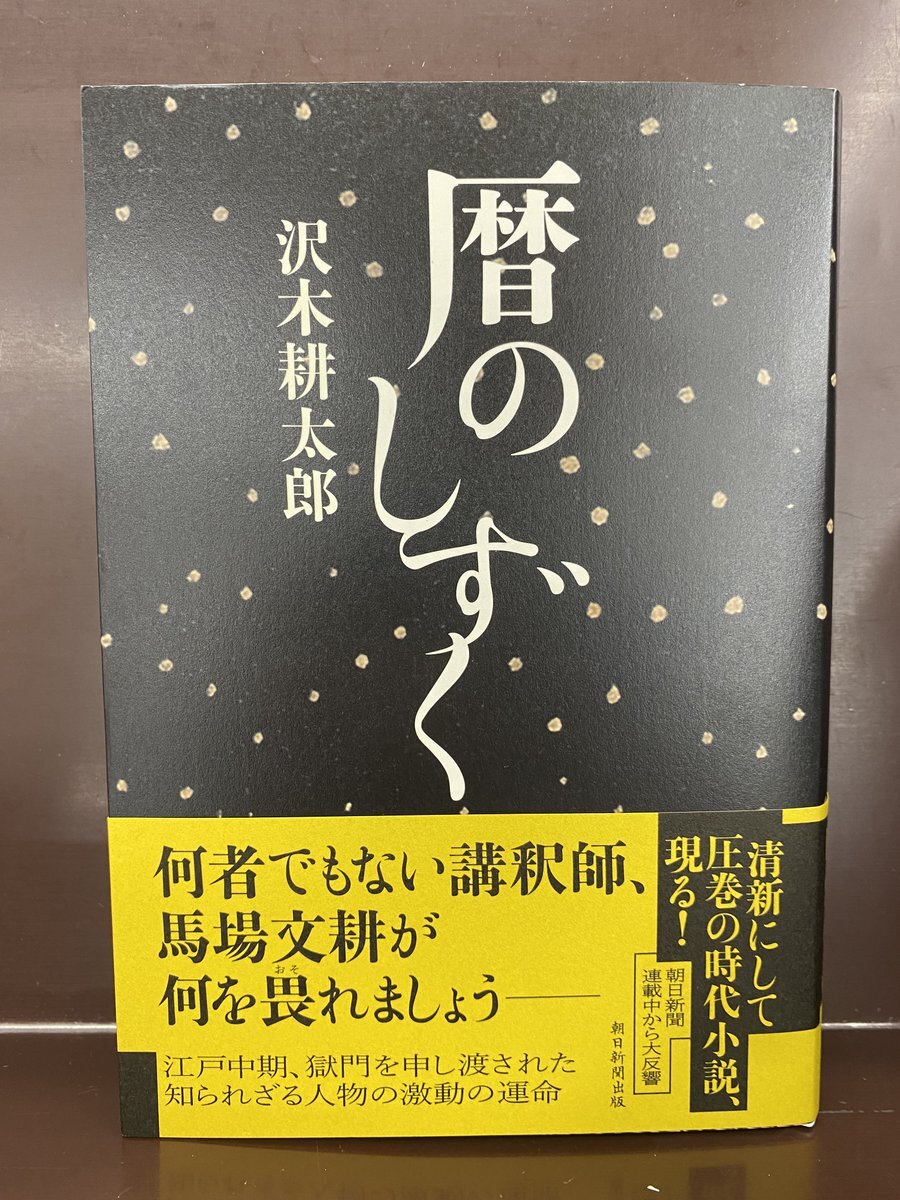 暦の
しずく
沢木耕太郎
清新にして
圧巻の時代小説、
現る！
朝日新聞
連載中から大反響
何者でもない講釈師、
馬場文耕が
何を畏れましょう――
おそ
江戸中期、獄門を申し渡された
知られざる人物の激動の運命
朝日新聞出版